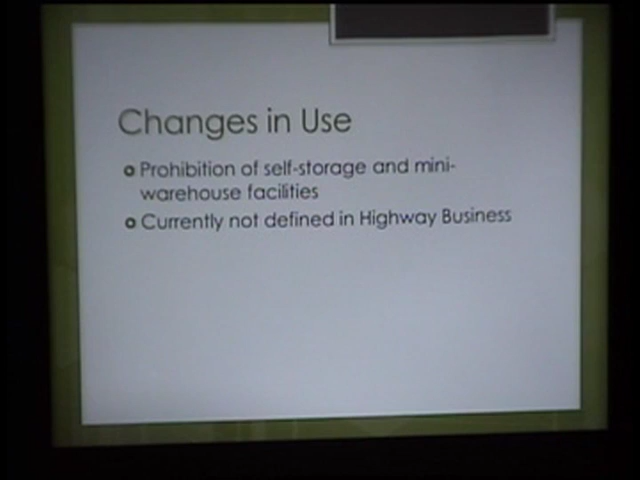 Changes in Use
Prohibition of self-storage and mini-
warehouse facilities
Currently not defined in Highway Business